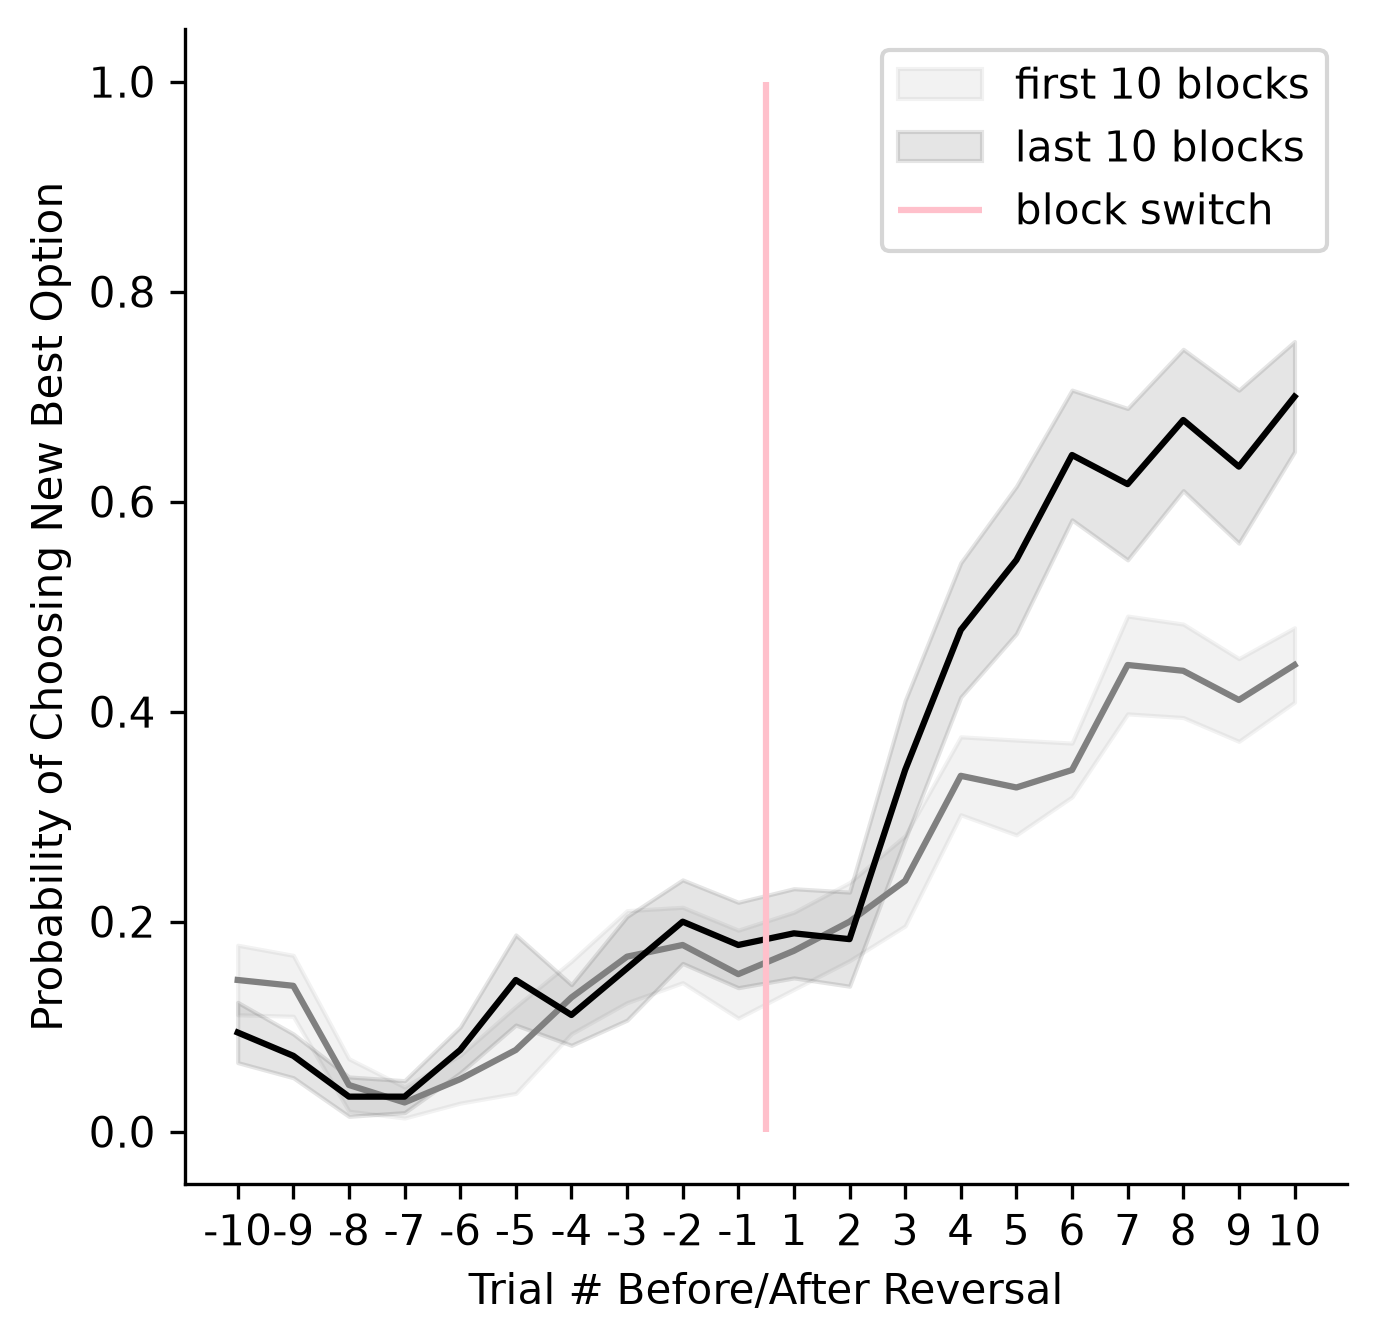 first 10 blocks
last 10 blocks
block switch
1.0
0.8
0.6
0.4
0.2
0.0
Probability of Choosing New Best Option
-10 -9 -8 -7 -6 -5 -4 -3 -2 -1 1 2 3 4 5 6 7 8 9 10
Trial # Before/After Reversal